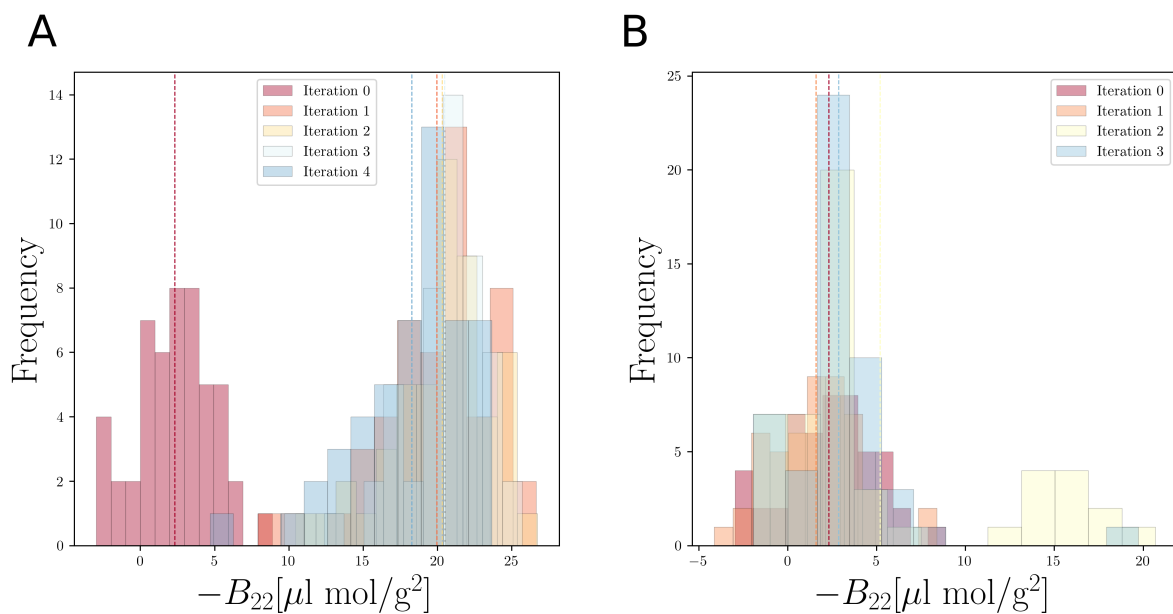 A
Frequency
14
12
10
8
6
4
2
0
Iteration 0
Iteration 1
Iteration 2
Iteration 3
Iteration 4
0 5 10 15 20 25
−B₂₂[μl mol/g²]
B
Frequency
25
20
15
10
5
0
Iteration 0
Iteration 1
Iteration 2
Iteration 3
−5 0 5 10 15 20
−B₂₂[μl mol/g²]